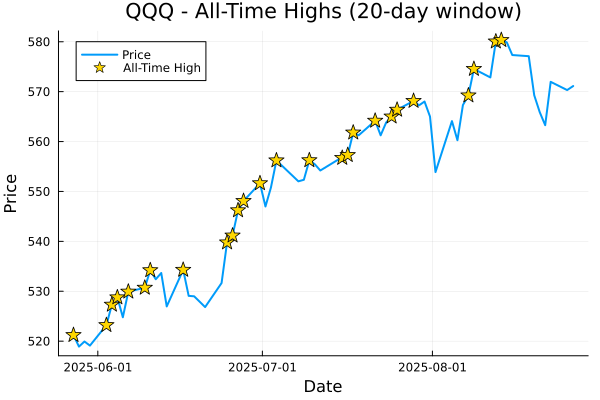 QQQ - All-Time Highs (20-day window)
Price
All-Time High
580
570
560
550
540
530
520
Price
2025-06-01
2025-07-01
2025-08-01
Date